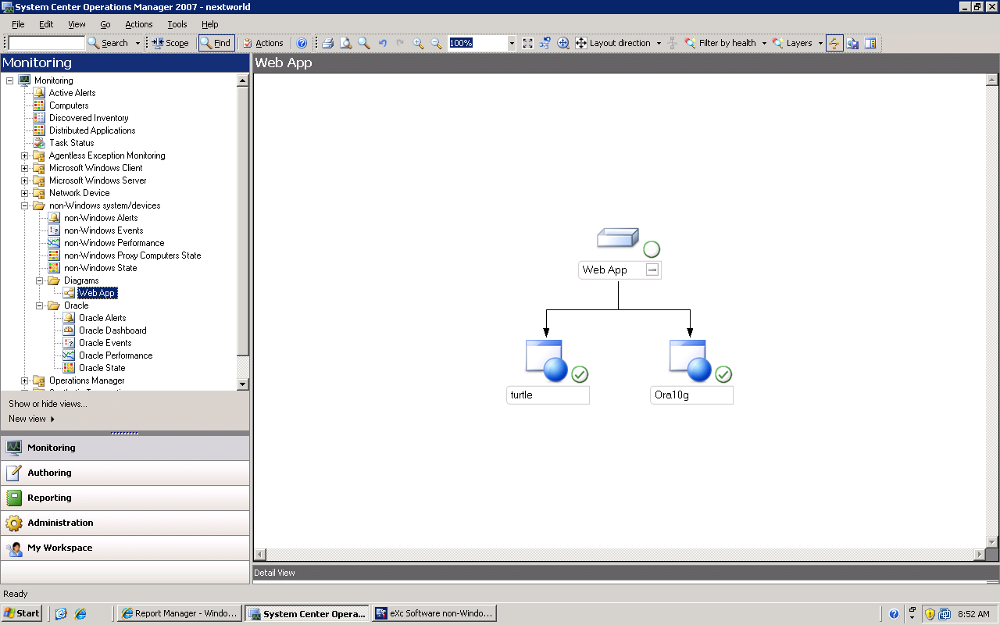 System Center Operations Manager 2007 - nextworld
File Edit View Go Actions Tools Help
Search Scope Find Actions 100% Layout direction Filter by health Layers
Monitoring
Web App
Monitoring
Active Alerts
Computers
Discovered Inventory
Distributed Applications
Task Status
Agentless Exception Monitoring
Microsoft Windows Client
Microsoft Windows Server
Network Device
non-Windows system/devices
non-Windows Alerts
non-Windows Events
non-Windows Performance
non-Windows Proxy Computers State
non-Windows State
Diagrams
Web App
Oracle
Oracle Alerts
Oracle Dashboard
Oracle Events
Oracle Performance
Oracle State
Operations Manager
Show or hide views...
New view
Monitoring
Authoring
Reporting
Administration
My Workspace
Web App
turtle Ora10g
Detail View
Ready
Start Report Manager - Windo... System Center Opera... eXc Software non-Windo... 8:52 AM